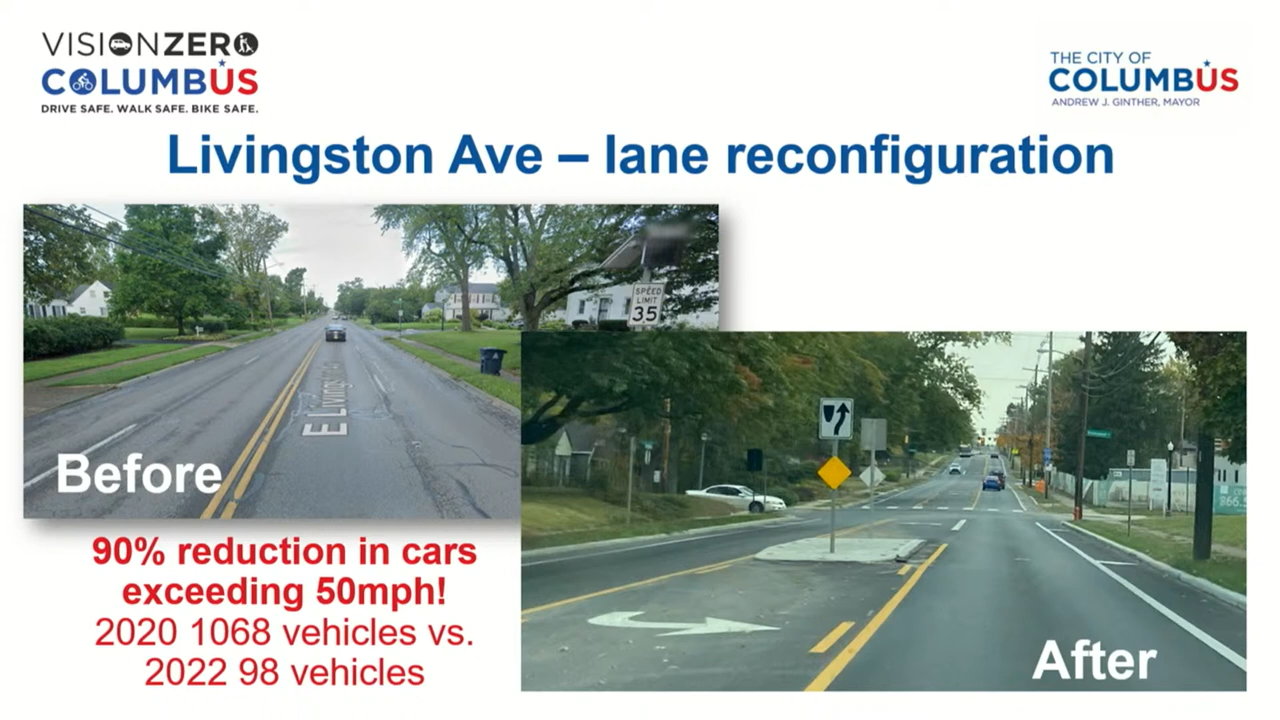 VISIONZERO
COLUMBUS
DRIVE SAFE. WALK SAFE. BIKE SAFE.
THE CITY OF
COLUMBUS
ANDREW J. GINTHER, MAYOR
Livingston Ave – lane reconfiguration
SPEED
LIMIT
35
Before
After
90% reduction in cars
exceeding 50mph!
2020 1068 vehicles vs.
2022 98 vehicles